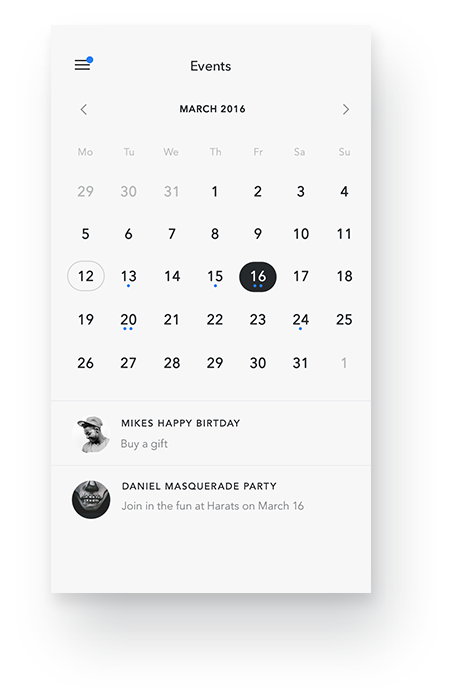 Events
MARCH 2016
Mo Tu We Th Fr Sa Su
29 30 31 1 2 3 4
5 6 7 8 9 10 11
12 13 14 15 16 17 18
19 20 21 22 23 24 25
26 27 28 29 30 31 1
MIKES HAPPY BIRTDAY
Buy a gift
DANIEL MASQUERADE PARTY
Join in the fun at Harats on March 16